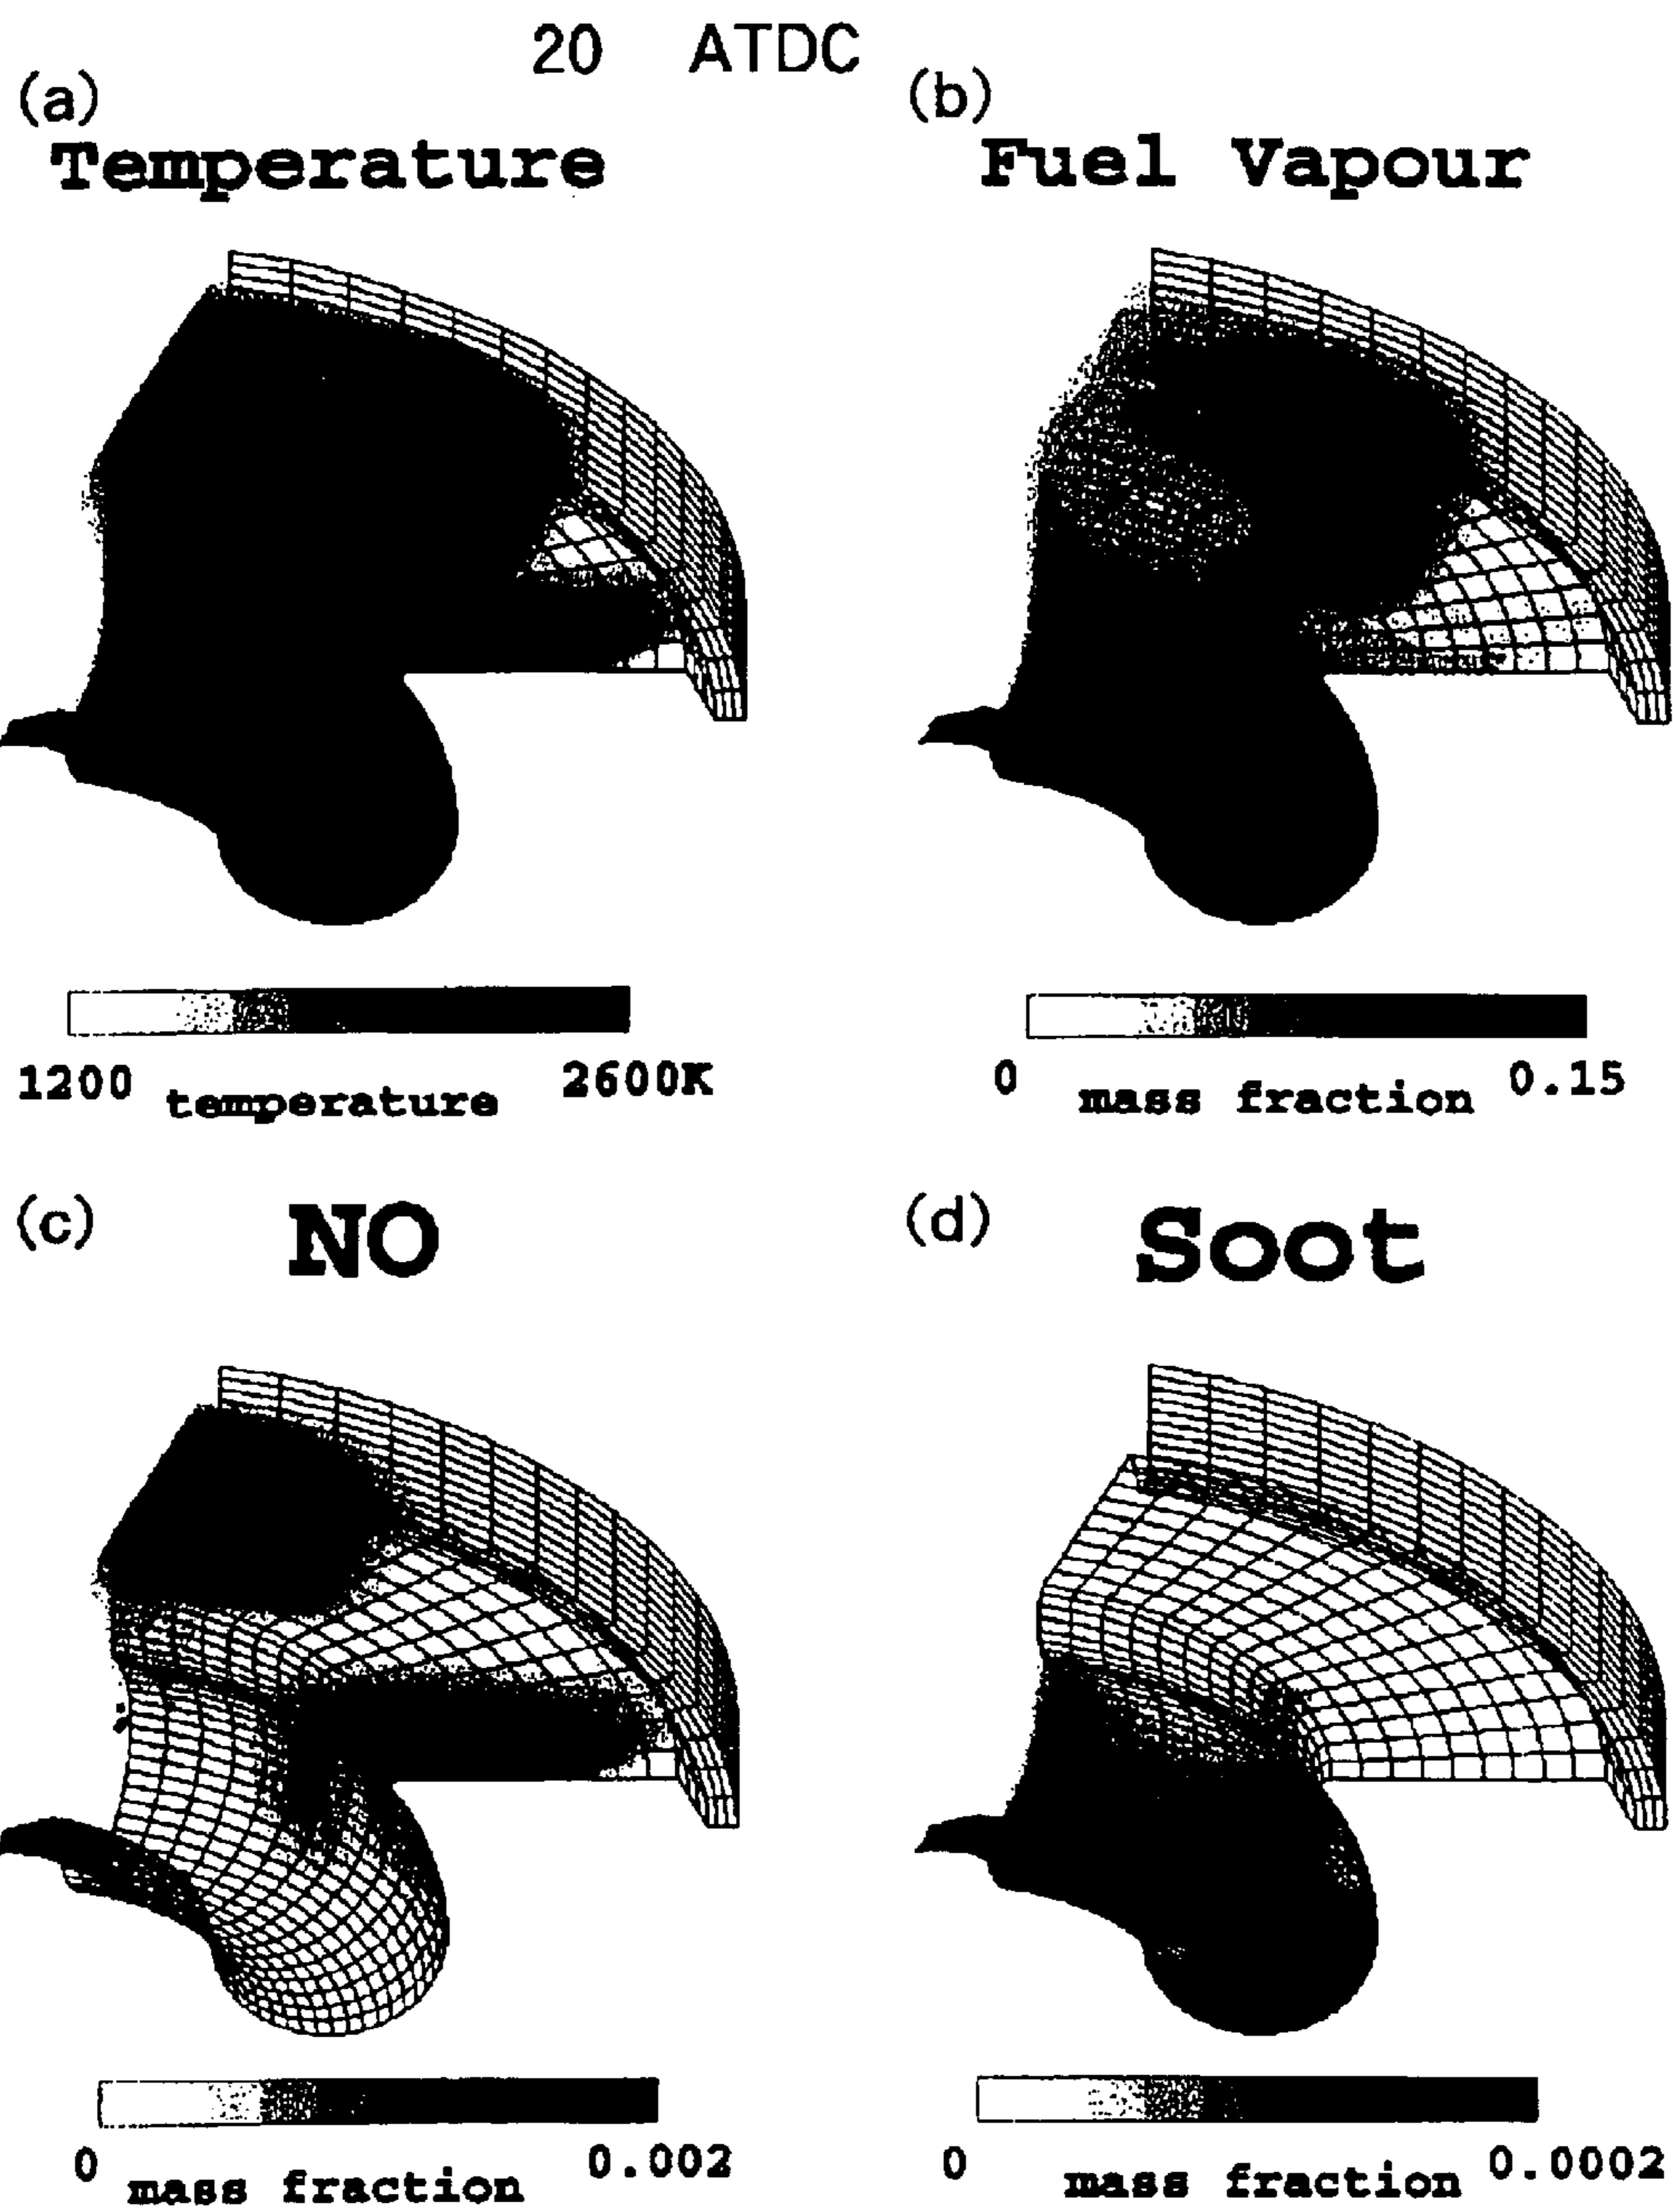 20 ATDC
(a)
Temperature
(b)
Fuel Vapour
1200 temperature 2600K
0 mass fraction 0.15
(c)
NO
(d)
Soot
0 mass fraction 0.002
0 mass fraction 0.0002